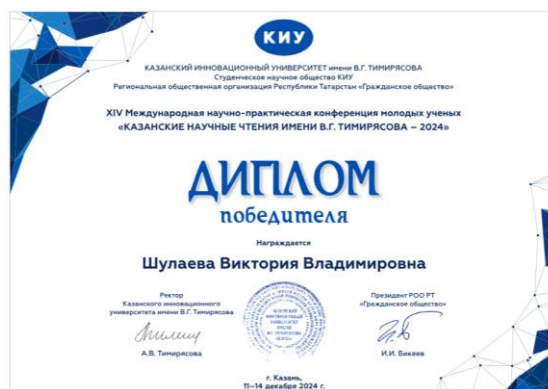 КИУ
КАЗАНСКИЙ ИННОВАЦИОННЫЙ УНИВЕРСИТЕТ имени В.Г. ТИМИРЯСОВА
Студенческое научное общество КИУ
Региональная общественная организация Республики Татарстан «Гражданское общество»
XIV Международная научно-практическая конференция молодых ученых
«КАЗАНСКИЕ НАУЧНЫЕ ЧТЕНИЯ ИМЕНИ В.Г. ТИМИРЯСОВА – 2024»
ДИПЛОМ
победителя
Награждается
Шулаева Виктория Владимировна
Ректор
Казанского инновационного
университета имени В.Г. Тимирясова
А.В. Тимирясова
Президент РОО РТ
«Гражданское общество»
И.И. Бикеев
г. Казань,
11–14 декабря 2024 г.